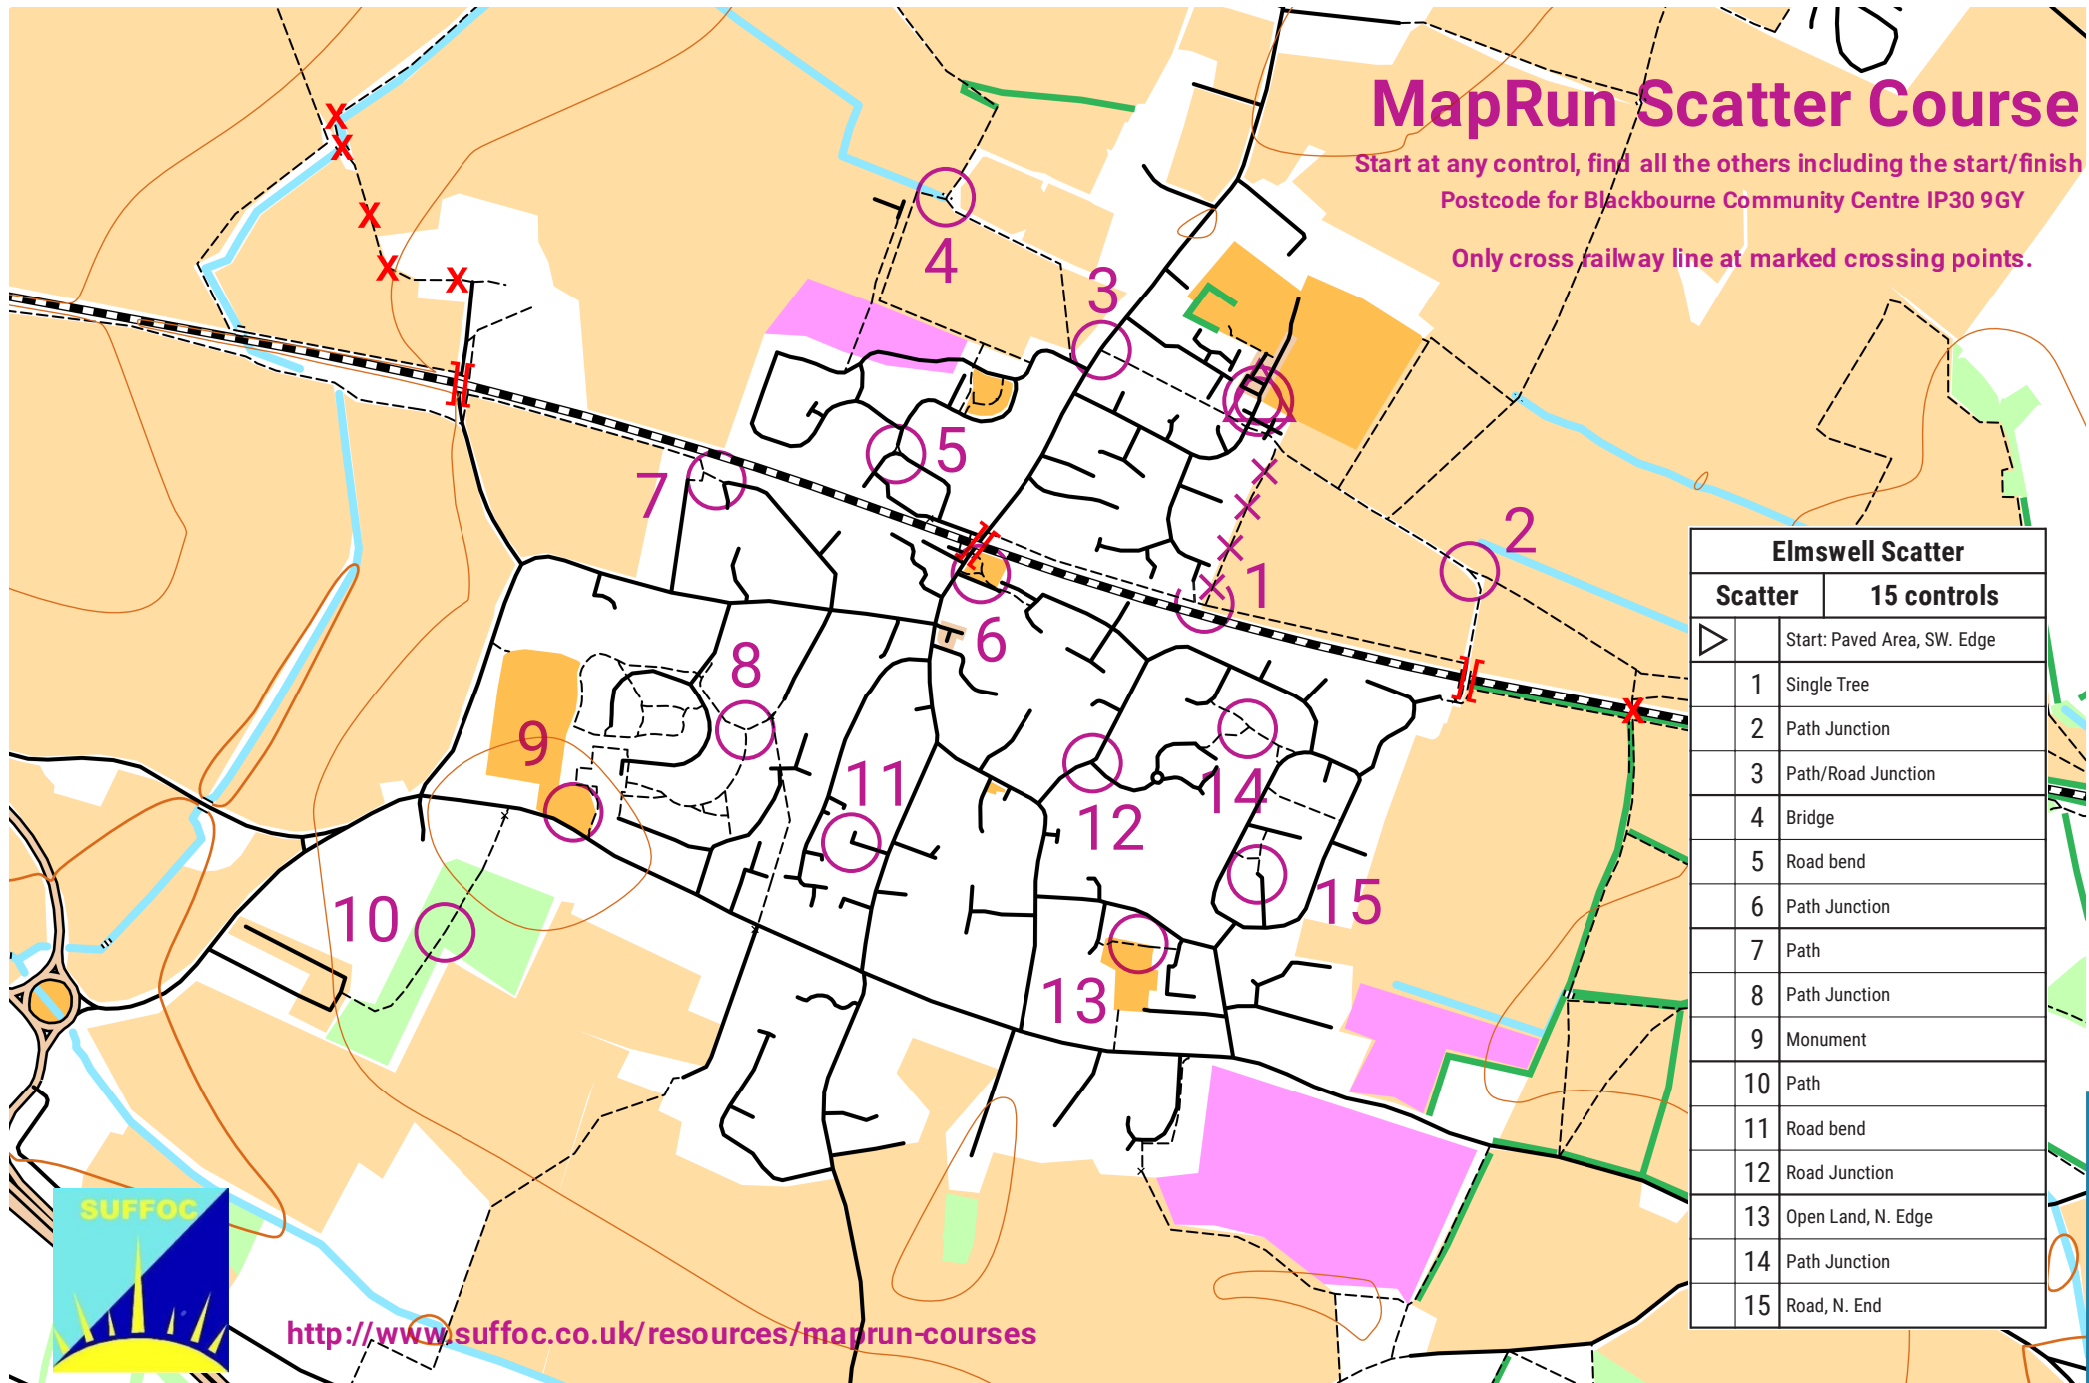 MapRun Scatter Course
Start at any control, find all the others including the start/finish
Postcode for Blackbourne Community Centre IP30 9GY
Only cross railway line at marked crossing points.
X
X
X
X
X
4
3
5
7
2
1
6
8
9
11
14
12
10
15
13
X
Elmswell Scatter
Scatter 15 controls
Start: Paved Area, SW. Edge
1 Single Tree
2 Path Junction
3 Path/Road Junction
4 Bridge
5 Road bend
6 Path Junction
7 Path
8 Path Junction
9 Monument
10 Path
11 Road bend
12 Road Junction
13 Open Land, N. Edge
14 Path Junction
15 Road, N. End
SUFFOC
http://www.suffoc.co.uk/resources/maprun-courses